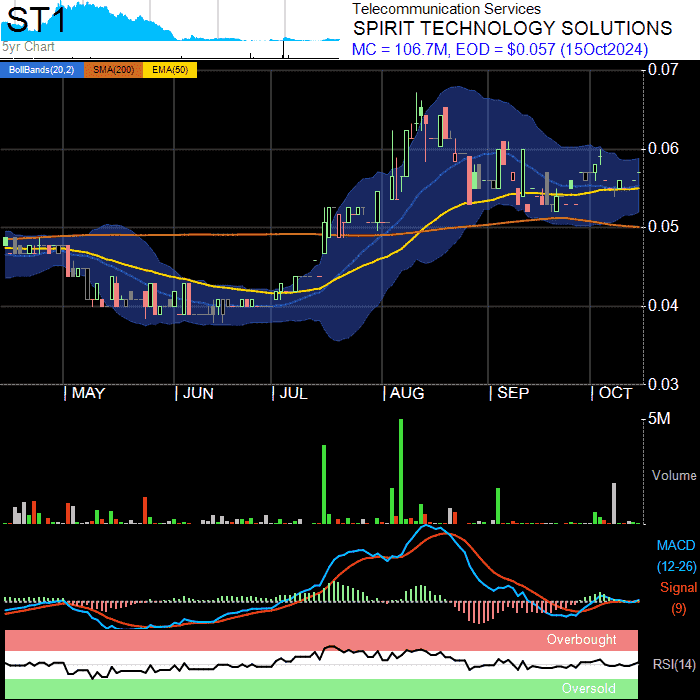 ST1
5yr Chart
Telecommunication Services
SPIRIT TECHNOLOGY SOLUTIONS
MC = 106.7M, EOD = $0.057 (15Oct2024)
BollBands(20,2) SMA(200) EMA(50)
0.07
0.06
0.05
0.04
0.03
MAY JUN JUL AUG SEP OCT
5M
Volume
MACD
(12-26)
Signal
(9)
Overbought
RSI(14)
Oversold